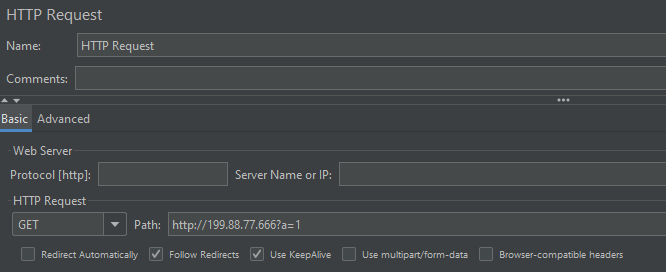 HTTP Request
Name: HTTP Request
Comments:
Basic Advanced
Web Server
Protocol [http]: Server Name or IP:
HTTP Request
GET Path: http://199.88.77.666?a=1
Redirect Automatically Follow Redirects Use KeepAlive Use multipart/form-data Browser-compatible headers